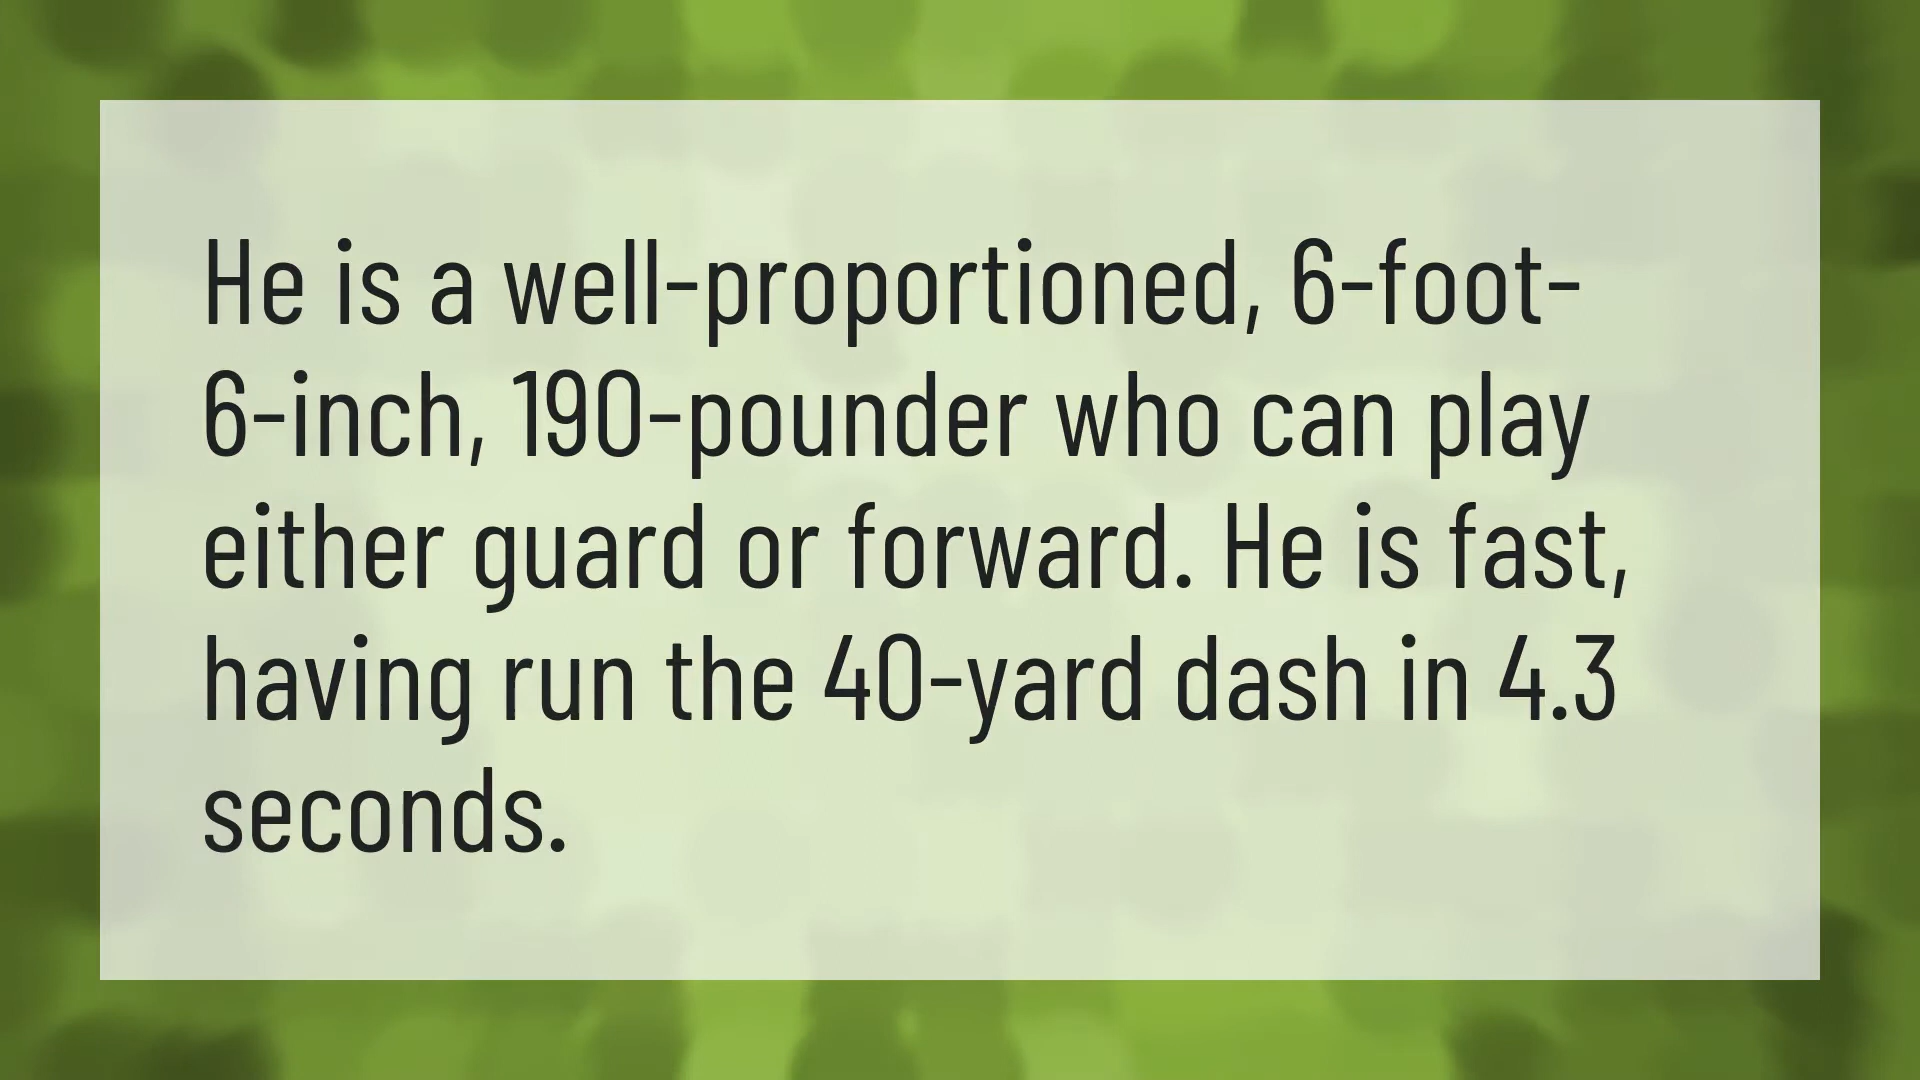 He is a well-proportioned, 6-foot-
6-inch, 190-pounder who can play
either guard or forward. He is fast,
having run the 40-yard dash in 4.3
seconds.